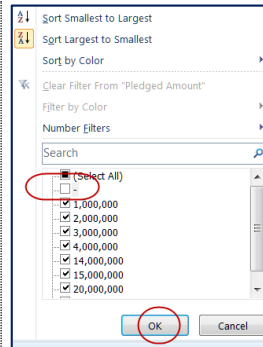 Sort Smallest to Largest
Sort Largest to Smallest
Sort by Color
Clear Filter From "Pledged Amount"
Filter by Color
Number Filters
Search
(Select All)
-
1,000,000
2,000,000
3,000,000
4,000,000
14,000,000
15,000,000
20,000,000
OK
Cancel